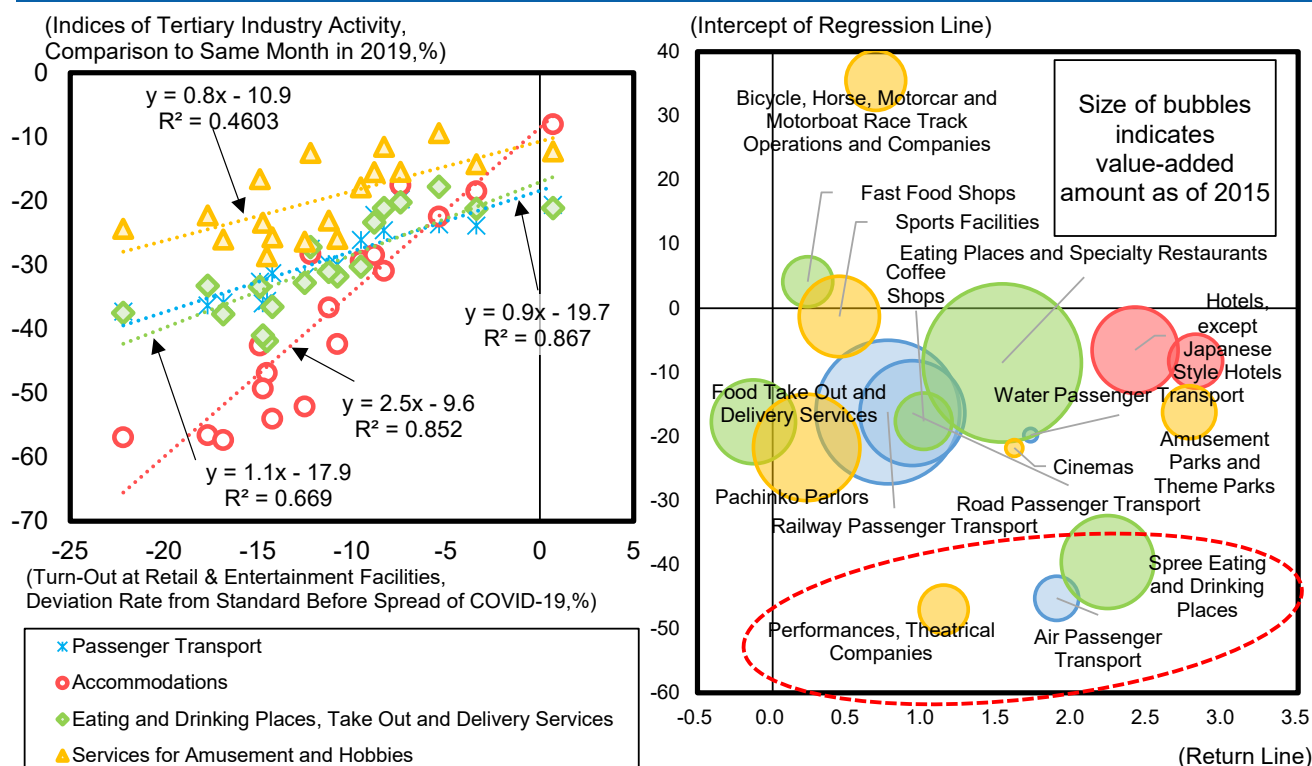 (Indices of Tertiary Industry Activity,
Comparison to Same Month in 2019,%)
-0
-10
-20
-30
-40
-50
-60
-70
-25
-20
-15
-10
-5
0
5
y = 0.8x - 10.9
R² = 0.4603
y = 0.9x - 19.7
R² = 0.867
y = 2.5x - 9.6
R² = 0.852
y = 1.1x - 17.9
R² = 0.669
(Turn-Out at Retail & Entertainment Facilities,
Deviation Rate from Standard Before Spread of COVID-19,%)
Passenger Transport
Accommodations
Eating and Drinking Places, Take Out and Delivery Services
Services for Amusement and Hobbies
(Intercept of Regression Line)
40
30
20
10
0
-10
-20
-30
-40
-50
-60
-0.5
0.0
0.5
1.0
1.5
2.0
2.5
3.0
3.5
(Return Line)
Size of bubbles
indicates
value-added
amount as of 2015
Bicycle, Horse, Motorcar and
Motorboat Race Track
Operations and Companies
Fast Food Shops
Sports Facilities
Eating Places and Specialty Restaurants
Coffee
Shops
Hotels,
except
Japanese
Style Hotels
Food Take Out and
Delivery Services
Water Passenger Transport
Amusement
Parks and
Theme Parks
Cinemas
Pachinko Parlors
Road Passenger Transport
Railway Passenger Transport
Spree Eating
and Drinking
Places
Performances, Theatrical
Companies
Air Passenger
Transport